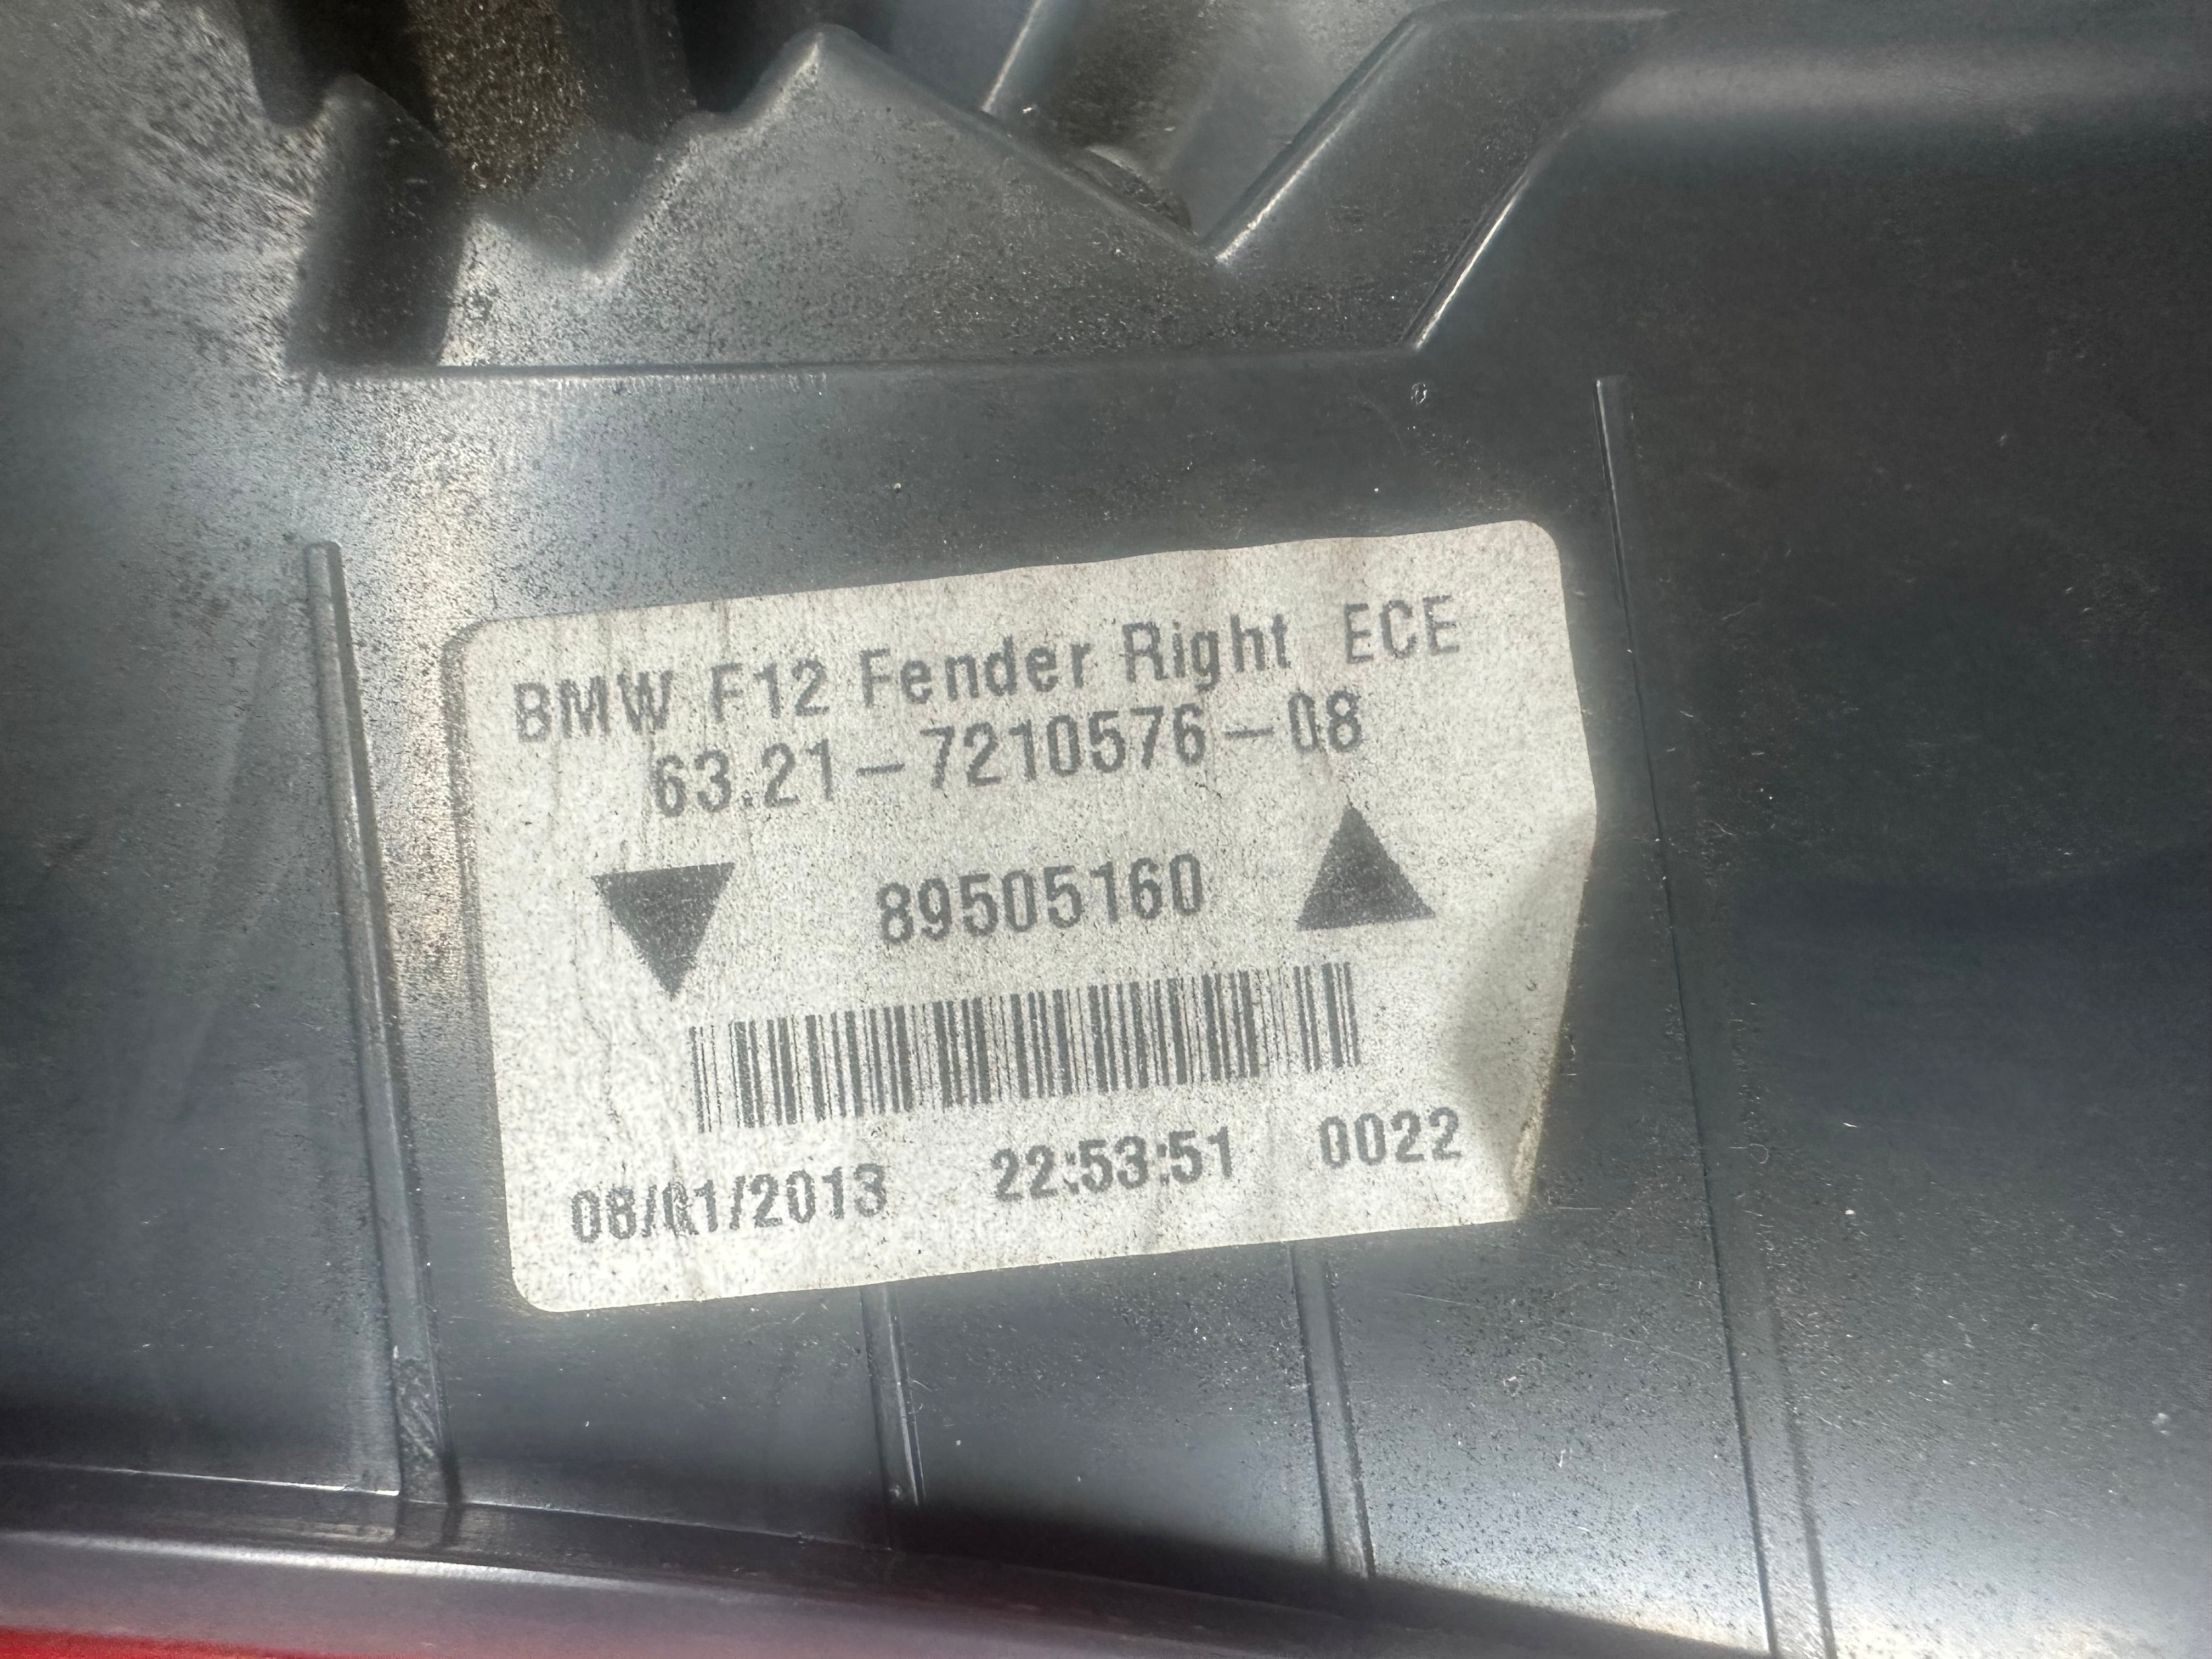 BMW F12 Fender Right ECE
63.21-7210576-08
89505160
08/01/2013 22:53:51 0022